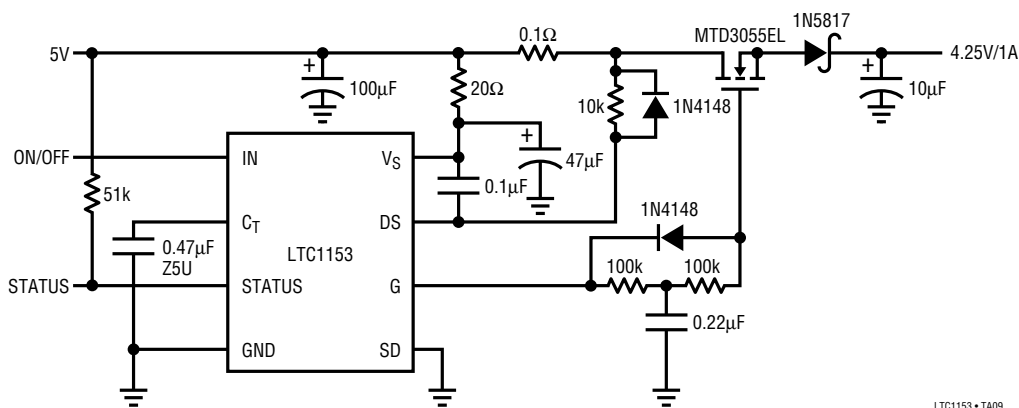 1N5817
MTD3055EL
0.1Ω
5V
4.25V/1A
+
100µF
20Ω
10k
1N4148
+
10µF
ON/OFF
IN
VS
+
47µF
51k
0.1µF
CT
DS
1N4148
0.47µF
Z5U
LTC1153
100k
100k
STATUS
STATUS
G
0.22µF
GND
SD
LTC1153 • TA09